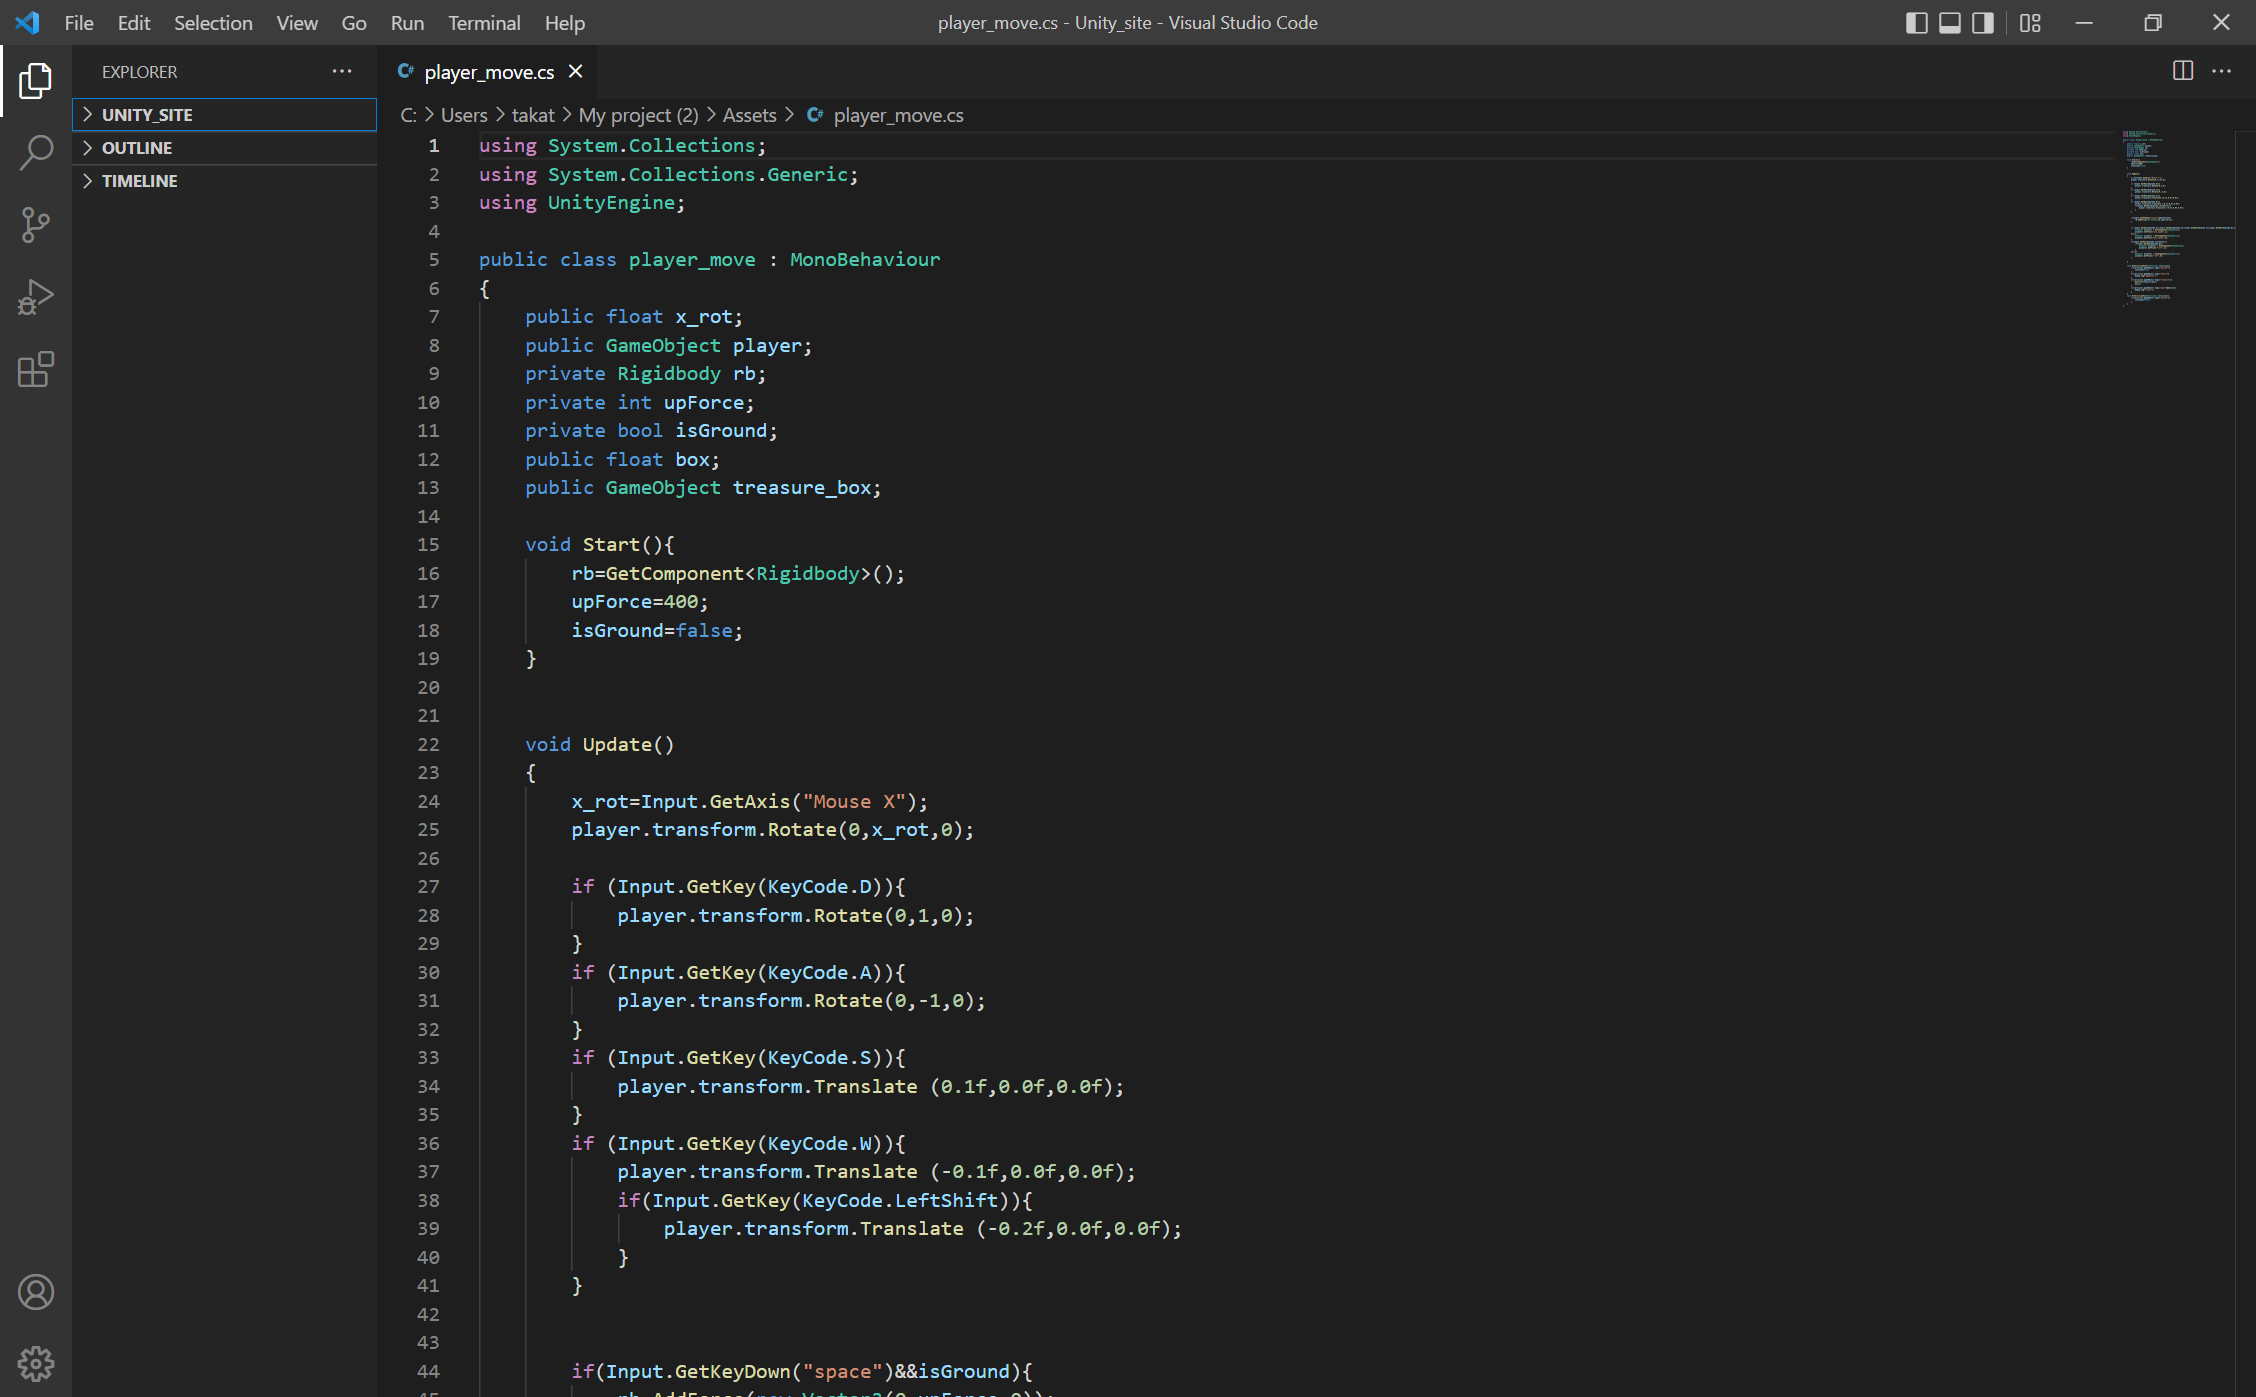 File Edit Selection View Go Run Terminal Help
player_move.cs - Unity_site - Visual Studio Code
EXPLORER
UNITY_SITE
OUTLINE
TIMELINE
player_move.cs
C: > Users > takat > My project (2) > Assets > player_move.cs
1 using System.Collections;
2 using System.Collections.Generic;
3 using UnityEngine;
4
5 public class player_move : MonoBehaviour
6 {
7 public float x_rot;
8 public GameObject player;
9 private Rigidbody rb;
10 private int upForce;
11 private bool isGround;
12 public float box;
13 public GameObject treasure_box;
14
15 void Start(){
16 rb=GetComponent<Rigidbody>();
17 upForce=400;
18 isGround=false;
19 }
20
21
22 void Update()
23 {
24 x_rot=Input.GetAxis("Mouse X");
25 player.transform.Rotate(0,x_rot,0);
26
27 if (Input.GetKey(KeyCode.D)){
28 player.transform.Rotate(0,1,0);
29 }
30 if (Input.GetKey(KeyCode.A)){
31 player.transform.Rotate(0,-1,0);
32 }
33 if (Input.GetKey(KeyCode.S)){
34 player.transform.Translate (0.1f,0.0f,0.0f);
35 }
36 if (Input.GetKey(KeyCode.W)){
37 player.transform.Translate (-0.1f,0.0f,0.0f);
38 if(Input.GetKey(KeyCode.LeftShift)){
39 player.transform.Translate (-0.2f,0.0f,0.0f);
40 }
41 }
42
43
44 if(Input.GetKeyDown("space")&&isGround){